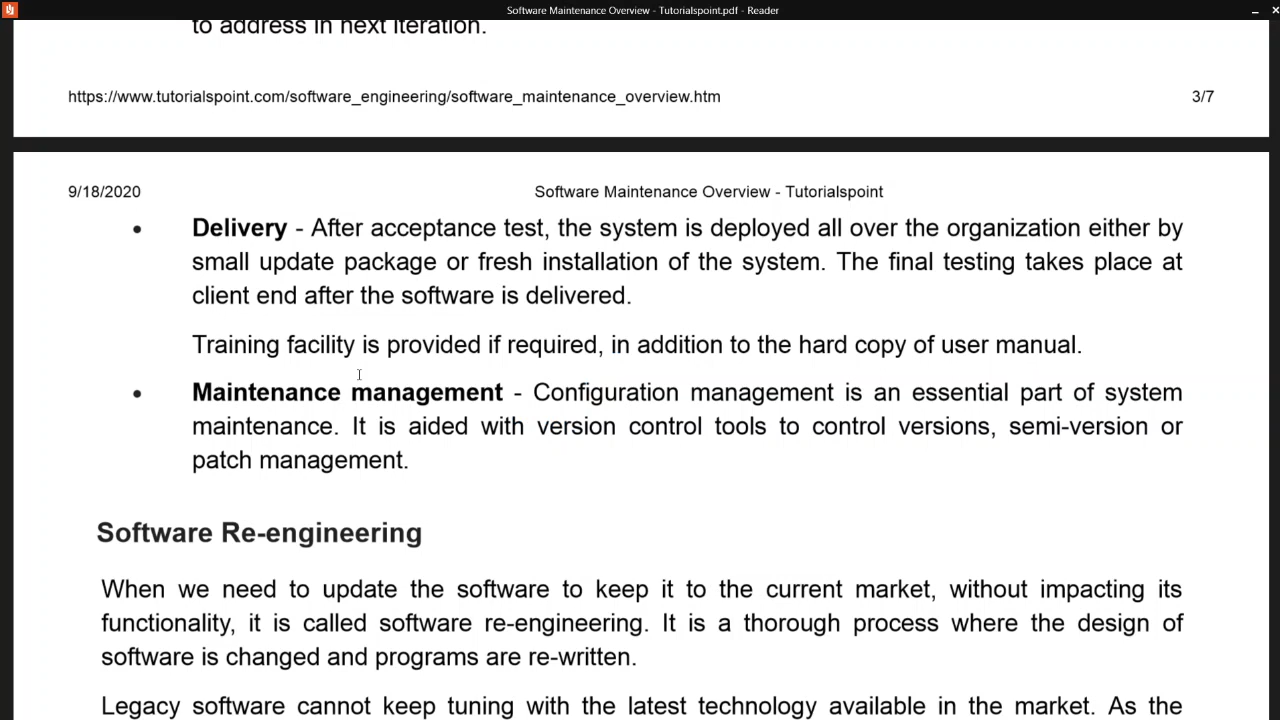 Software Maintenance Overview - Tutorialspoint.pdf - Reader
to address in next iteration.
https://www.tutorialspoint.com/software_engineering/software_maintenance_overview.htm 3/7
9/18/2020 Software Maintenance Overview - Tutorialspoint
• Delivery - After acceptance test, the system is deployed all over the organization either by
small update package or fresh installation of the system. The final testing takes place at
client end after the software is delivered.
Training facility is provided if required, in addition to the hard copy of user manual.
• Maintenance management - Configuration management is an essential part of system
maintenance. It is aided with version control tools to control versions, semi-version or
patch management.
Software Re-engineering
When we need to update the software to keep it to the current market, without impacting its
functionality, it is called software re-engineering. It is a thorough process where the design of
software is changed and programs are re-written.
Legacy software cannot keep tuning with the latest technology available in the market. As the